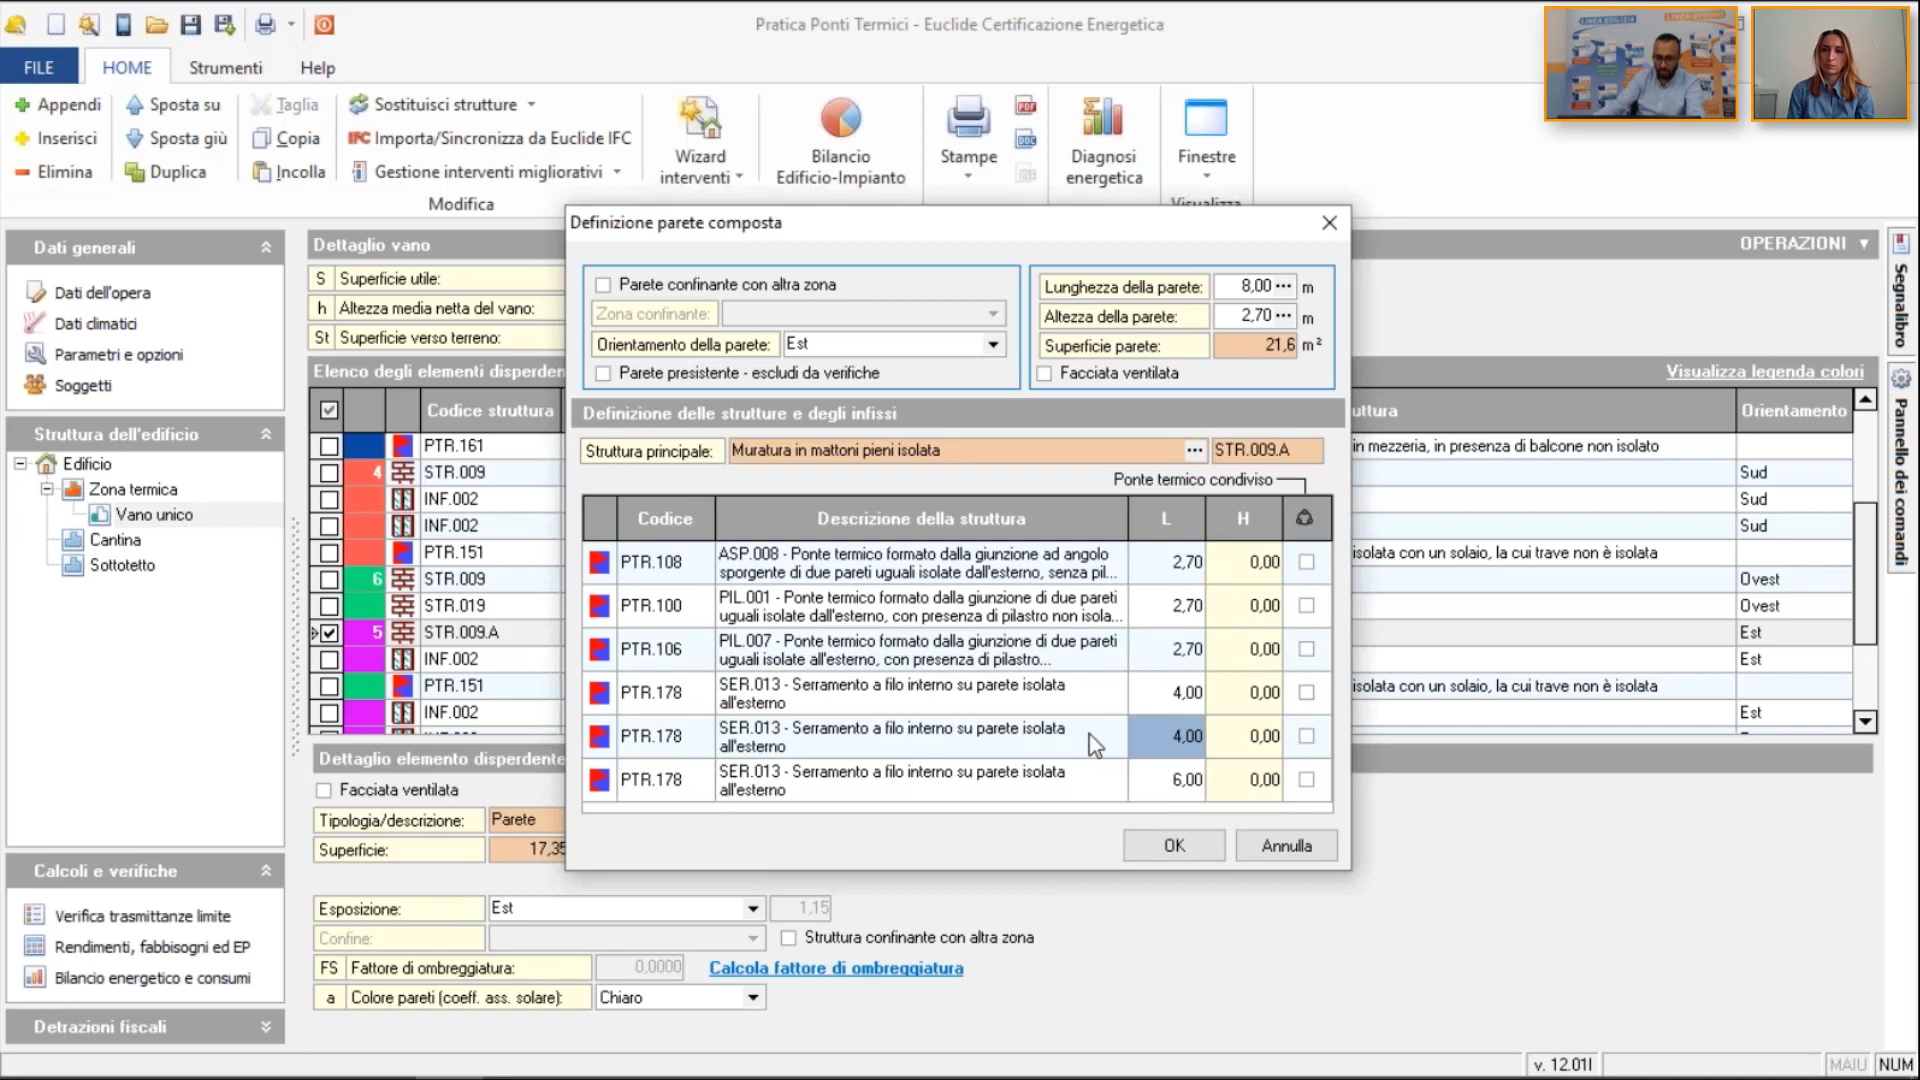 Pratica Ponti Termici - Euclide Certificazione Energetica
LINEA EDILIZIA
LINEA STUDIO
FILE
HOME
Strumenti
Help
Appendi
Sposta su
Taglia
Sostituisci strutture
Inserisci
Sposta giù
Copia
IFC Importa/Sincronizza da Euclide IFC
Elimina
Duplica
Incolla
Gestione interventi migliorativi
Modifica
Wizard
interventi
Bilancio
Edificio-Impianto
Stampe
PDF
DOC
Diagnosi
energetica
Finestre
Visualizza
Dati generali
Dati dell'opera
Dati climatici
Parametri e opzioni
Soggetti
Struttura dell'edificio
Edificio
Zona termica
Vano unico
Cantina
Sottotetto
Calcoli e verifiche
Verifica trasmittanze limite
Rendimenti, fabbisogni ed EP
Bilancio energetico e consumi
Detrazioni fiscali
Dettaglio vano
OPERAZIONI
S Superficie utile:
h Altezza media netta del vano:
St Superficie verso terreno:
Elenco degli elementi disperden
Visualizza legenda colori
Codice struttura
uttura
Orientamento
PTR.161
in mezzeria, in presenza di balcone non isolato
4 STR.009
Sud
INF.002
Sud
INF.002
Sud
PTR.151
isolata con un solaio, la cui trave non è isolata
6 STR.009
Ovest
STR.019
Ovest
5 STR.009.A
Est
INF.002
Est
PTR.151
isolata con un solaio, la cui trave non è isolata
INF.002
Est
Dettaglio elemento disperdente
Facciata ventilata
Tipologia/descrizione: Parete
Superficie: 17,35
Esposizione: Est 1,15
Confine:
Struttura confinante con altra zona
FS Fattore di ombreggiatura: 0,0000 Calcola fattore di ombreggiatura
a Colore pareti (coeff. ass. solare): Chiaro
Definizione parete composta
Parete confinante con altra zona
Zona confinante:
Orientamento della parete: Est
Parete presistente - escludi da verifiche
Lunghezza della parete: 8,00 ... m
Altezza della parete: 2,70 ... m
Superficie parete: 21,6 m²
Facciata ventilata
Definizione delle strutture e degli infissi
Struttura principale: Muratura in mattoni pieni isolata ... STR.009.A
Ponte termico condiviso
Codice Descrizione della struttura L H
PTR.108 ASP.008 - Ponte termico formato dalla giunzione ad angolo
sporgente di due pareti uguali isolate dall'esterno, senza pil... 2,70 0,00
PTR.100 PIL.001 - Ponte termico formato dalla giunzione di due pareti
uguali isolate dall'esterno, con presenza di pilastro non isola... 2,70 0,00
PTR.106 PIL.007 - Ponte termico formato dalla giunzione di due pareti
uguali isolate all'esterno, con presenza di pilastro... 2,70 0,00
PTR.178 SER.013 - Serramento a filo interno su parete isolata
all'esterno 4,00 0,00
PTR.178 SER.013 - Serramento a filo interno su parete isolata
all'esterno 4,00 0,00
PTR.178 SER.013 - Serramento a filo interno su parete isolata
all'esterno 6,00 0,00
OK
Annulla
Segnalibro
Pannello dei comandi
v. 12.01l
MAIU
NUM